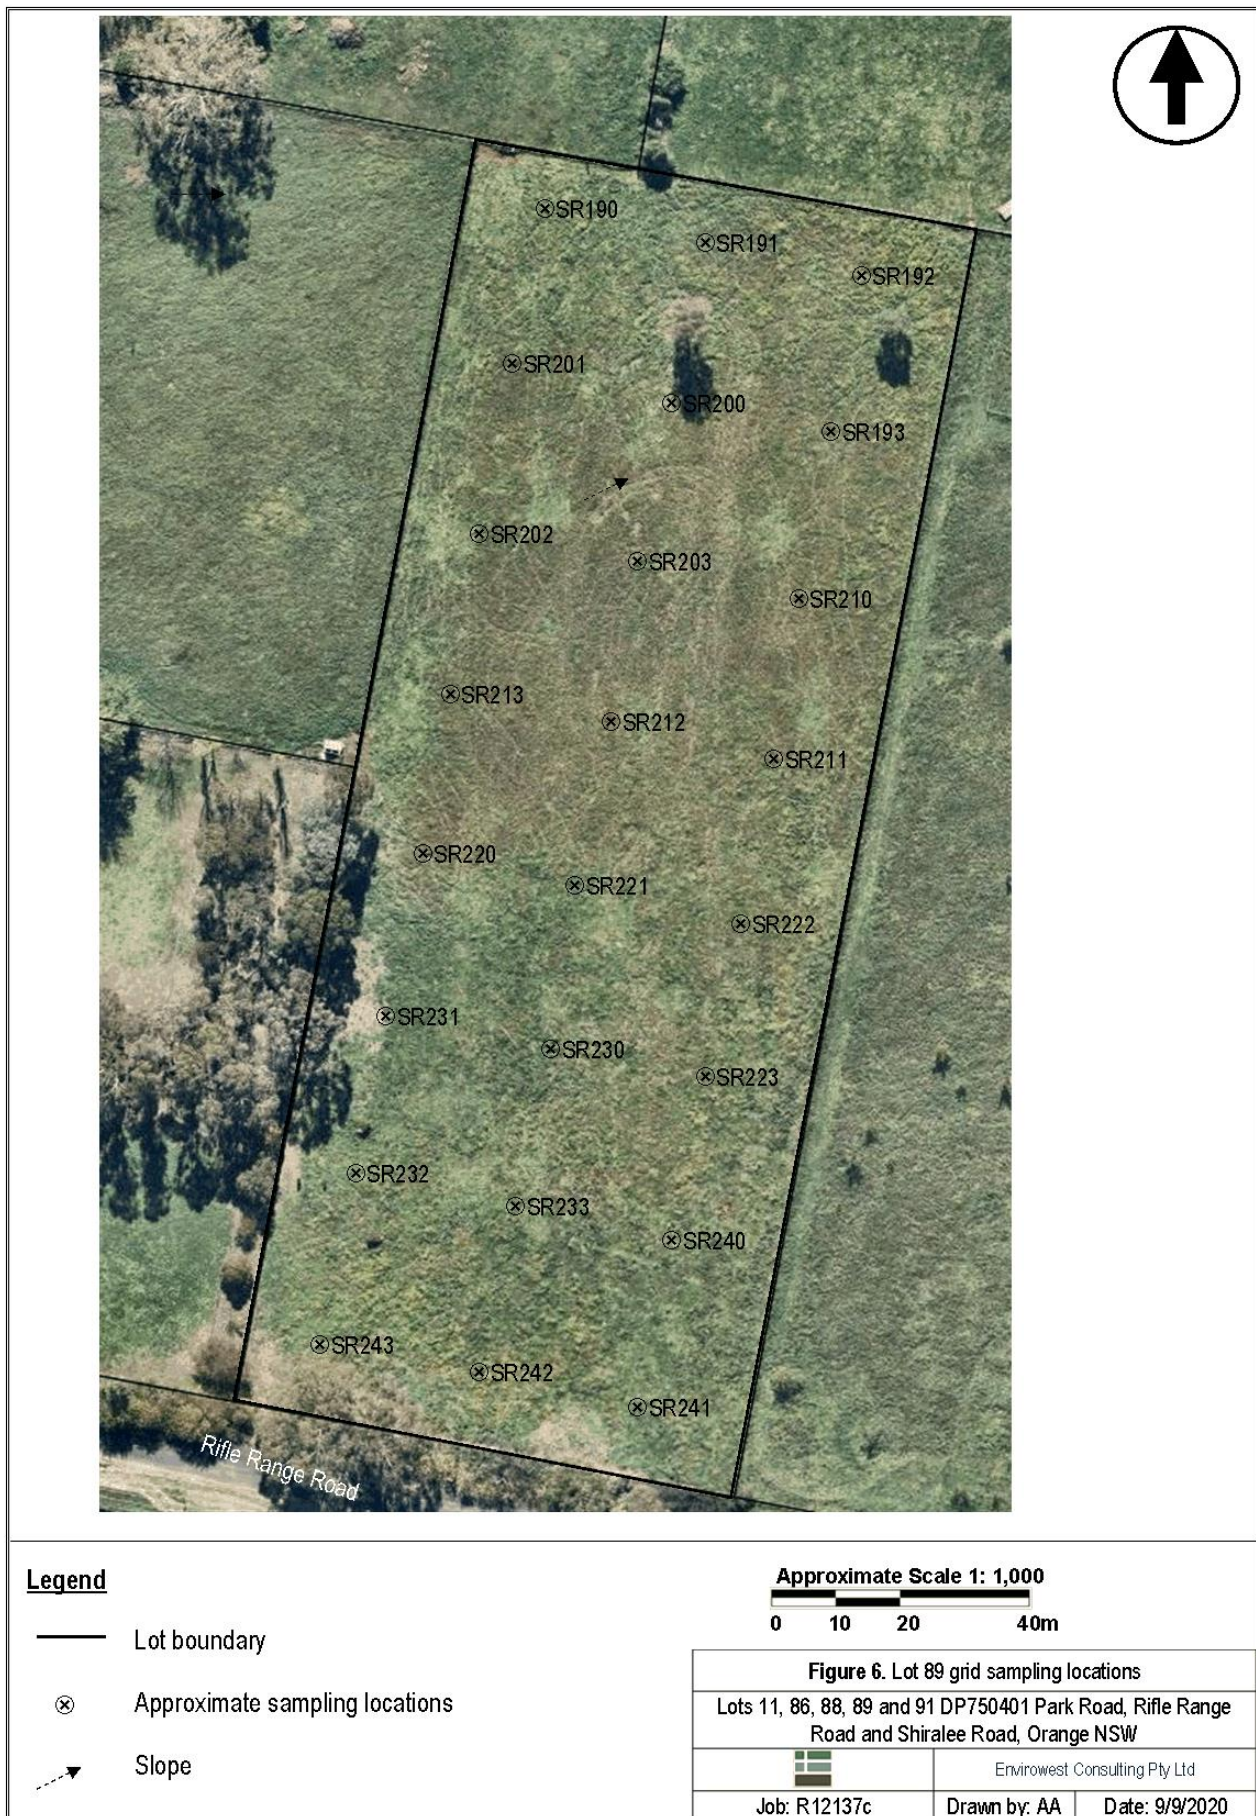 SR190
SR191
SR192
SR201
SR200
SR193
SR202
SR203
SR210
SR213
SR212
SR211
SR220
SR221
SR222
SR231
SR230
SR223
SR232
SR233
SR240
SR243
SR242
SR241
Rifle Range Road
Legend
Lot boundary
Approximate sampling locations
Slope
Approximate Scale 1: 1,000
0 10 20 40m
Figure 6. Lot 89 grid sampling locations
Lots 11, 86, 88, 89 and 91 DP750401 Park Road, Rifle Range
Road and Shiralee Road, Orange NSW
Envirowest Consulting Pty Ltd
Job: R12137c Drawn by: AA Date: 9/9/2020